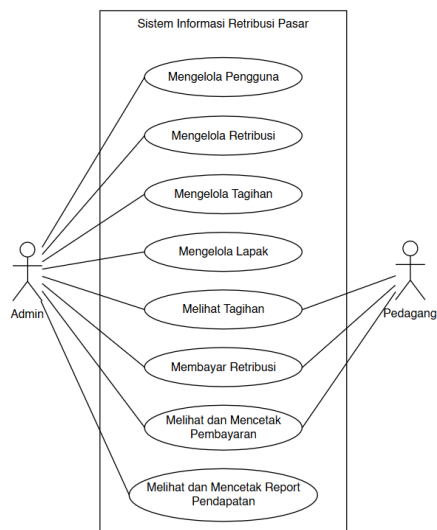 Sistem Informasi Retribusi Pasar
Mengelola Pengguna
Mengelola Retribusi
Mengelola Tagihan
Mengelola Lapak
Admin
Melihat Tagihan
Pedagang
Membayar Retribusi
Melihat dan Mencetak
Pembayaran
Melihat dan Mencetak Report
Pendapatan